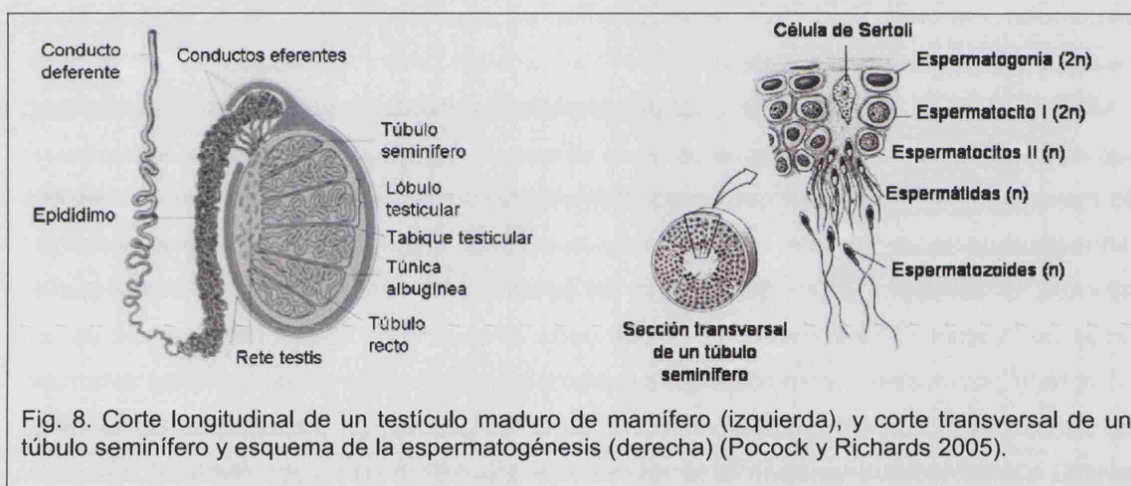 Conducto
deferente
Conductos eferentes
Túbulo
seminífero
Lóbulo
testicular
Epidídimo
Tabique testicular
Túnica
albugínea
Túbulo
recto
Rete testis
Célula de Sertoli
Espermatogonia (2n)
Espermatocito I (2n)
Espermatocitos II (n)
Espermátidas (n)
Espermatozoides (n)
Sección transversal
de un túbulo
seminífero
Fig. 8. Corte longitudinal de un testículo maduro de mamífero (izquierda), y corte transversal de un
túbulo seminífero y esquema de la espermatogénesis (derecha) (Pocock y Richards 2005).